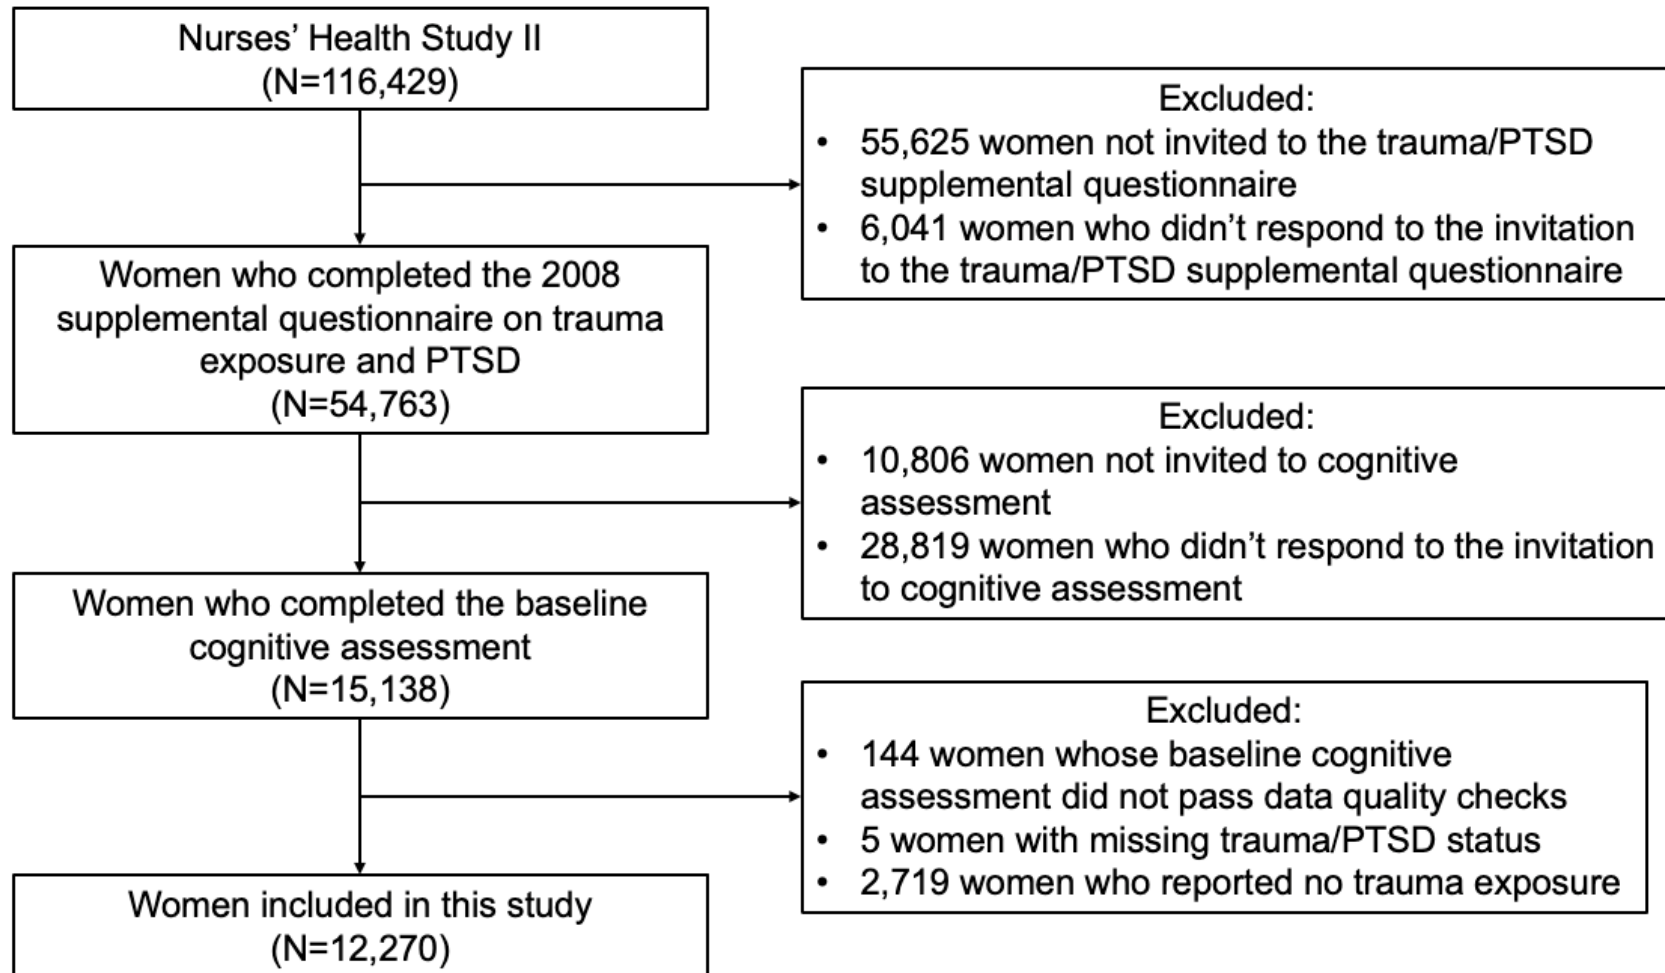 Nurses’ Health Study II
(N=116,429)
Excluded:
• 55,625 women not invited to the trauma/PTSD
supplemental questionnaire
• 6,041 women who didn’t respond to the invitation
to the trauma/PTSD supplemental questionnaire
Women who completed the 2008
supplemental questionnaire on trauma
exposure and PTSD
(N=54,763)
Excluded:
• 10,806 women not invited to cognitive
assessment
• 28,819 women who didn’t respond to the invitation
to cognitive assessment
Women who completed the baseline
cognitive assessment
(N=15,138)
Excluded:
• 144 women whose baseline cognitive
assessment did not pass data quality checks
• 5 women with missing trauma/PTSD status
• 2,719 women who reported no trauma exposure
Women included in this study
(N=12,270)